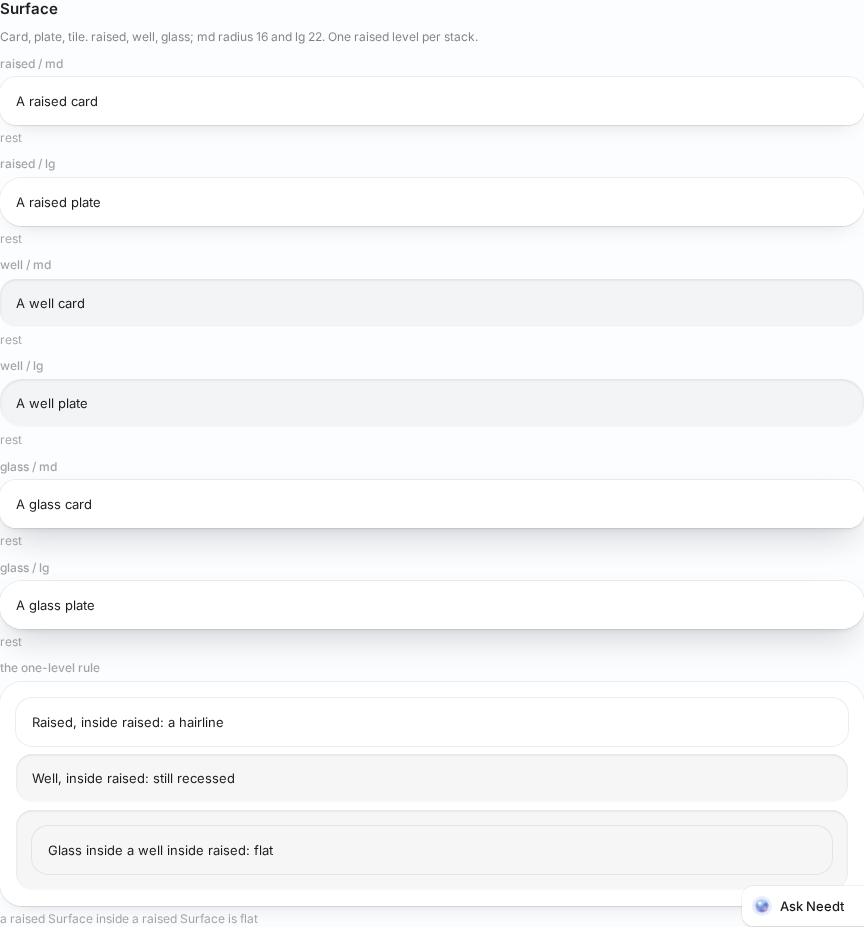 Surface
Card, plate, tile. raised, well, glass; md radius 16 and lg 22. One raised level per stack.
raised / md
A raised card
rest
raised / lg
A raised plate
rest
well / md
A well card
rest
well / lg
A well plate
rest
glass / md
A glass card
rest
glass / lg
A glass plate
rest
the one-level rule
Raised, inside raised: a hairline
Well, inside raised: still recessed
Glass inside a well inside raised: flat
Ask Needt
a raised Surface inside a raised Surface is flat